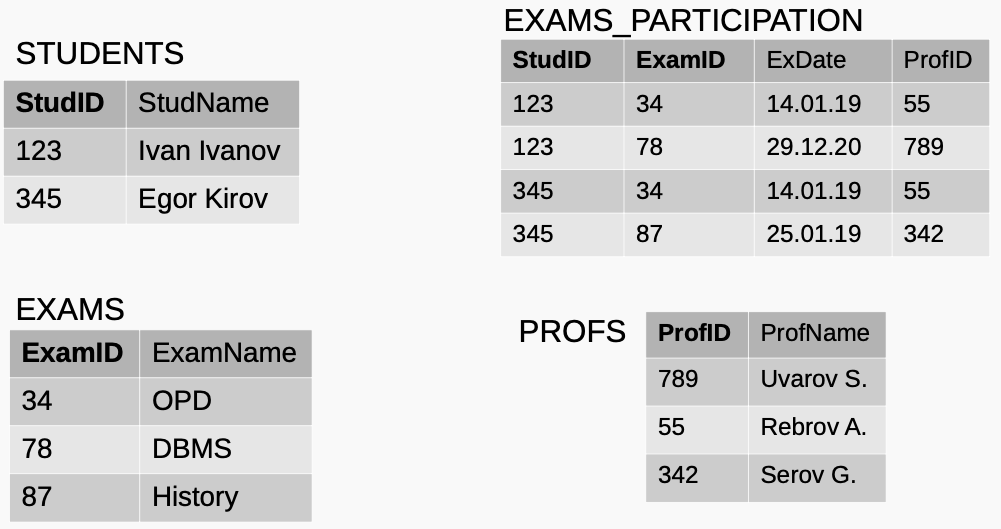 STUDENTS
StudID StudName
123 Ivan Ivanov
345 Egor Kirov
EXAMS_PARTICIPATION
StudID ExamID ExDate ProfID
123 34 14.01.19 55
123 78 29.12.20 789
345 34 14.01.19 55
345 87 25.01.19 342
EXAMS
ExamID ExamName
34 OPD
78 DBMS
87 History
PROFS
ProfID ProfName
789 Uvarov S.
55 Rebrov A.
342 Serov G.